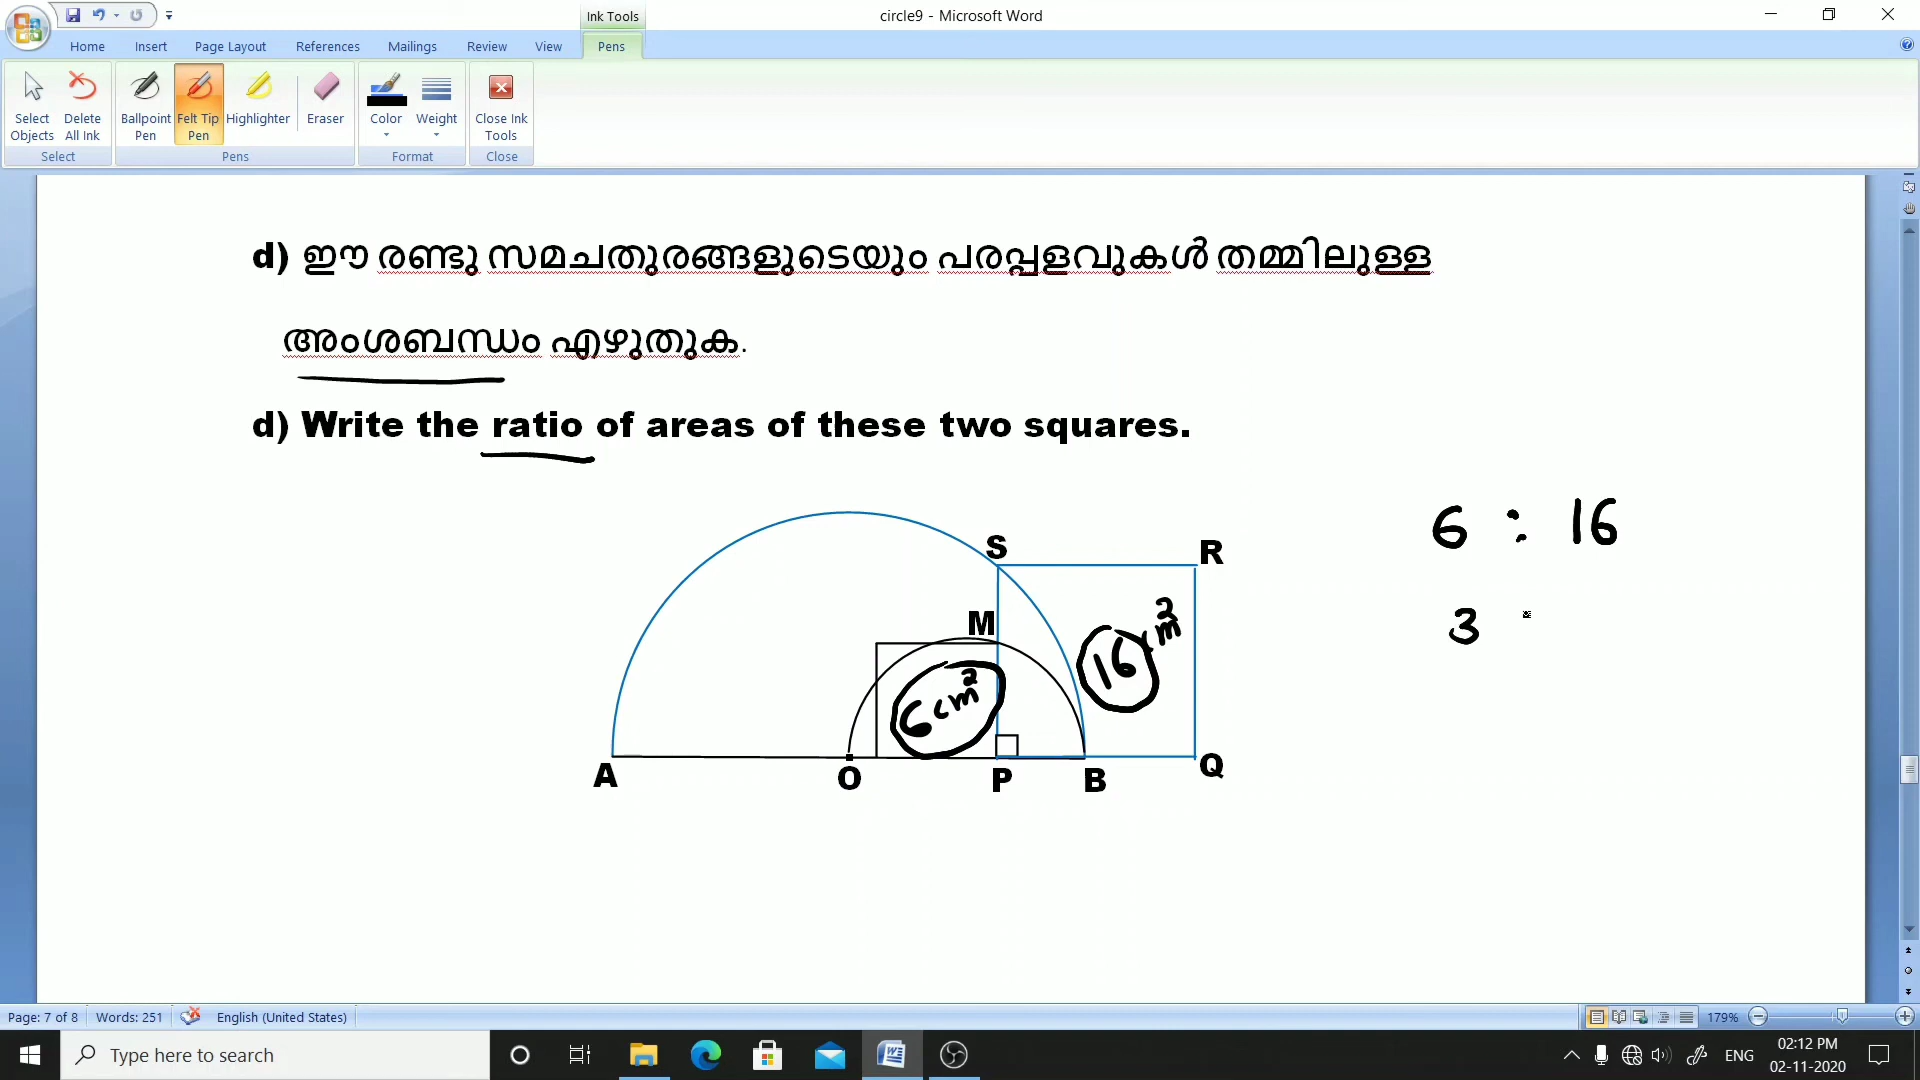 circle9 - Microsoft Word
Ink Tools
Home Insert Page Layout References Mailings Review View Pens
Select Objects
Delete All Ink
Ballpoint Pen
Felt Tip Pen
Highlighter
Eraser
Color
Weight
Close Ink Tools
Select Pens Format Close
d) ഈ രണ്ടു സമചതുരങ്ങളുടെയും പരപ്പളവുകൾ തമ്മിലുള്ള
അംശബന്ധം എഴുതുക.
d) Write the ratio of areas of these two squares.
6 : 16
S R
M
16cm²
3
6cm²
A O P B Q
Page: 7 of 8 Words: 251 English (United States) 179%
Type here to search
ENG
02:12 PM
02-11-2020